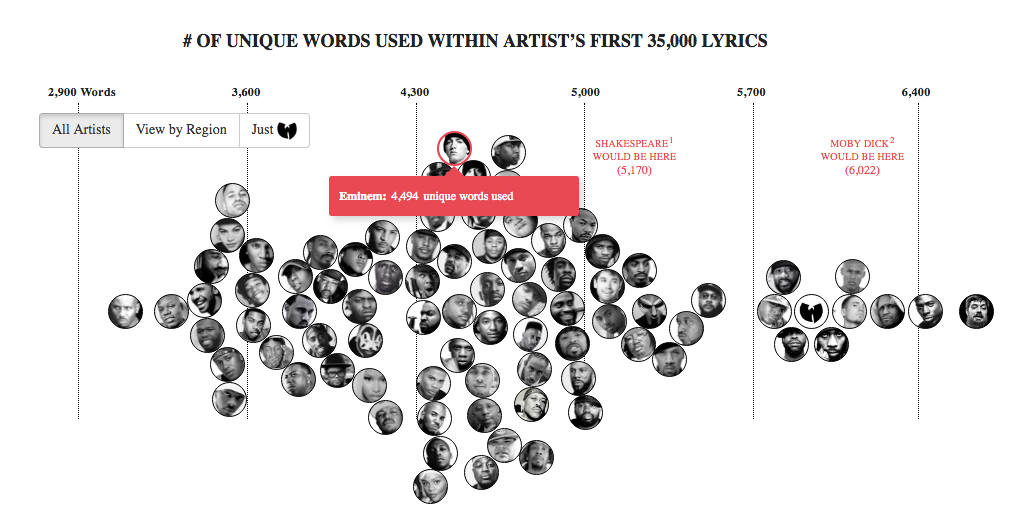 # OF UNIQUE WORDS USED WITHIN ARTIST'S FIRST 35,000 LYRICS
2,900 Words 3,600 4,300 5,000 5,700 6,400
All Artists View by Region Just
SHAKESPEARE1
WOULD BE HERE
(5,170)
MOBY DICK2
WOULD BE HERE
(6,022)
Eminem: 4,494 unique words used